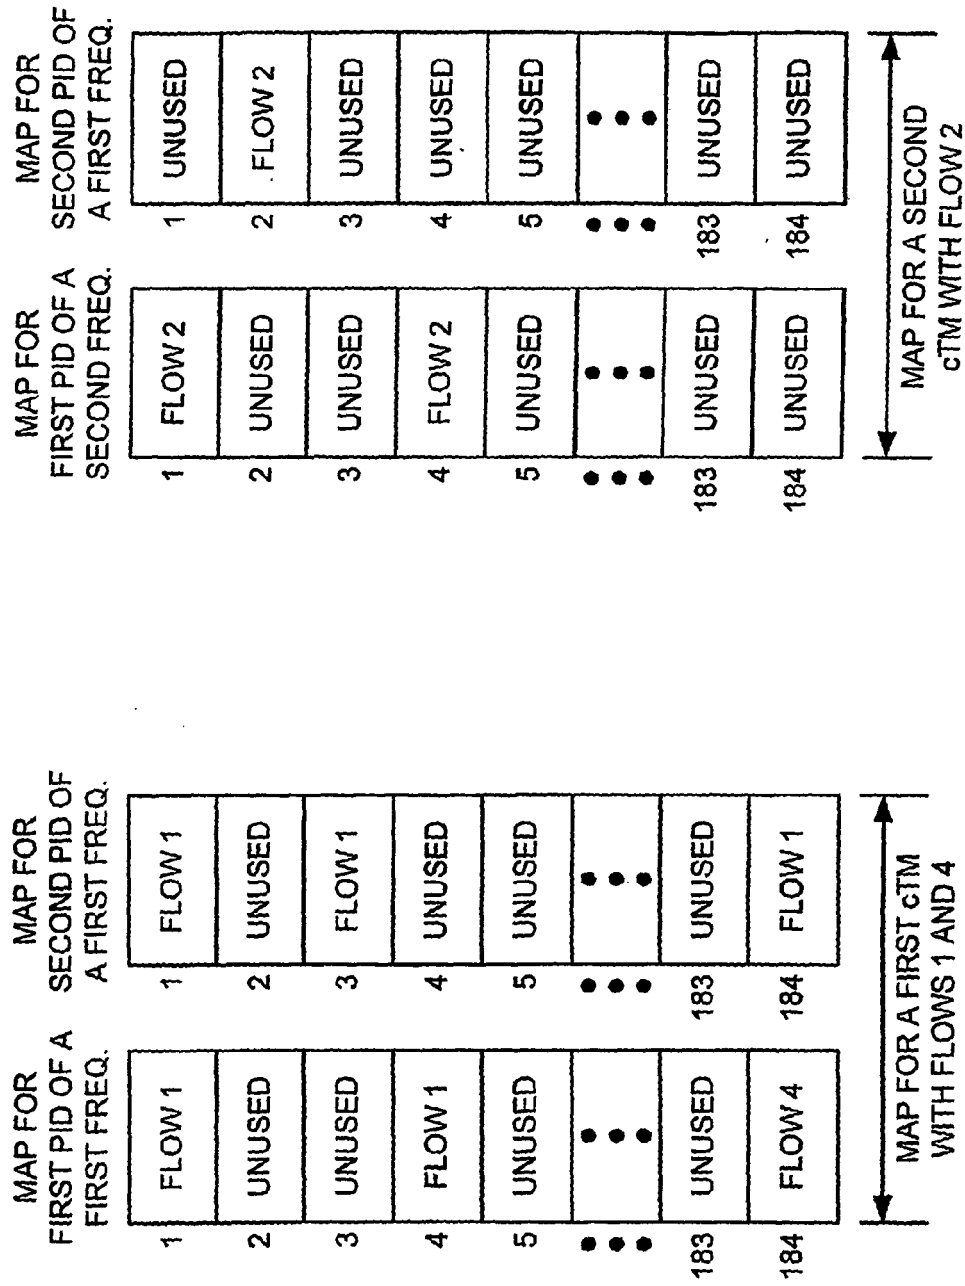 MAP FOR
FIRST PID OF A
FIRST FREQ.
1 FLOW 1
2 UNUSED
3 UNUSED
4 FLOW 1
5 UNUSED
183 UNUSED
184 FLOW 4
MAP FOR
SECOND PID OF
A FIRST FREQ.
1 FLOW 1
2 UNUSED
3 FLOW 1
4 UNUSED
5 UNUSED
183 UNUSED
184 FLOW 1
MAP FOR A FIRST cTM
WITH FLOWS 1 AND 4
MAP FOR
FIRST PID OF A
SECOND FREQ.
1 FLOW 2
2 UNUSED
3 UNUSED
4 FLOW 2
5 UNUSED
183 UNUSED
184 UNUSED
MAP FOR
SECOND PID OF
A FIRST FREQ.
1 UNUSED
2 FLOW 2
3 UNUSED
4 UNUSED
5 UNUSED
183 UNUSED
184 UNUSED
MAP FOR A SECOND
cTM WITH FLOW 2